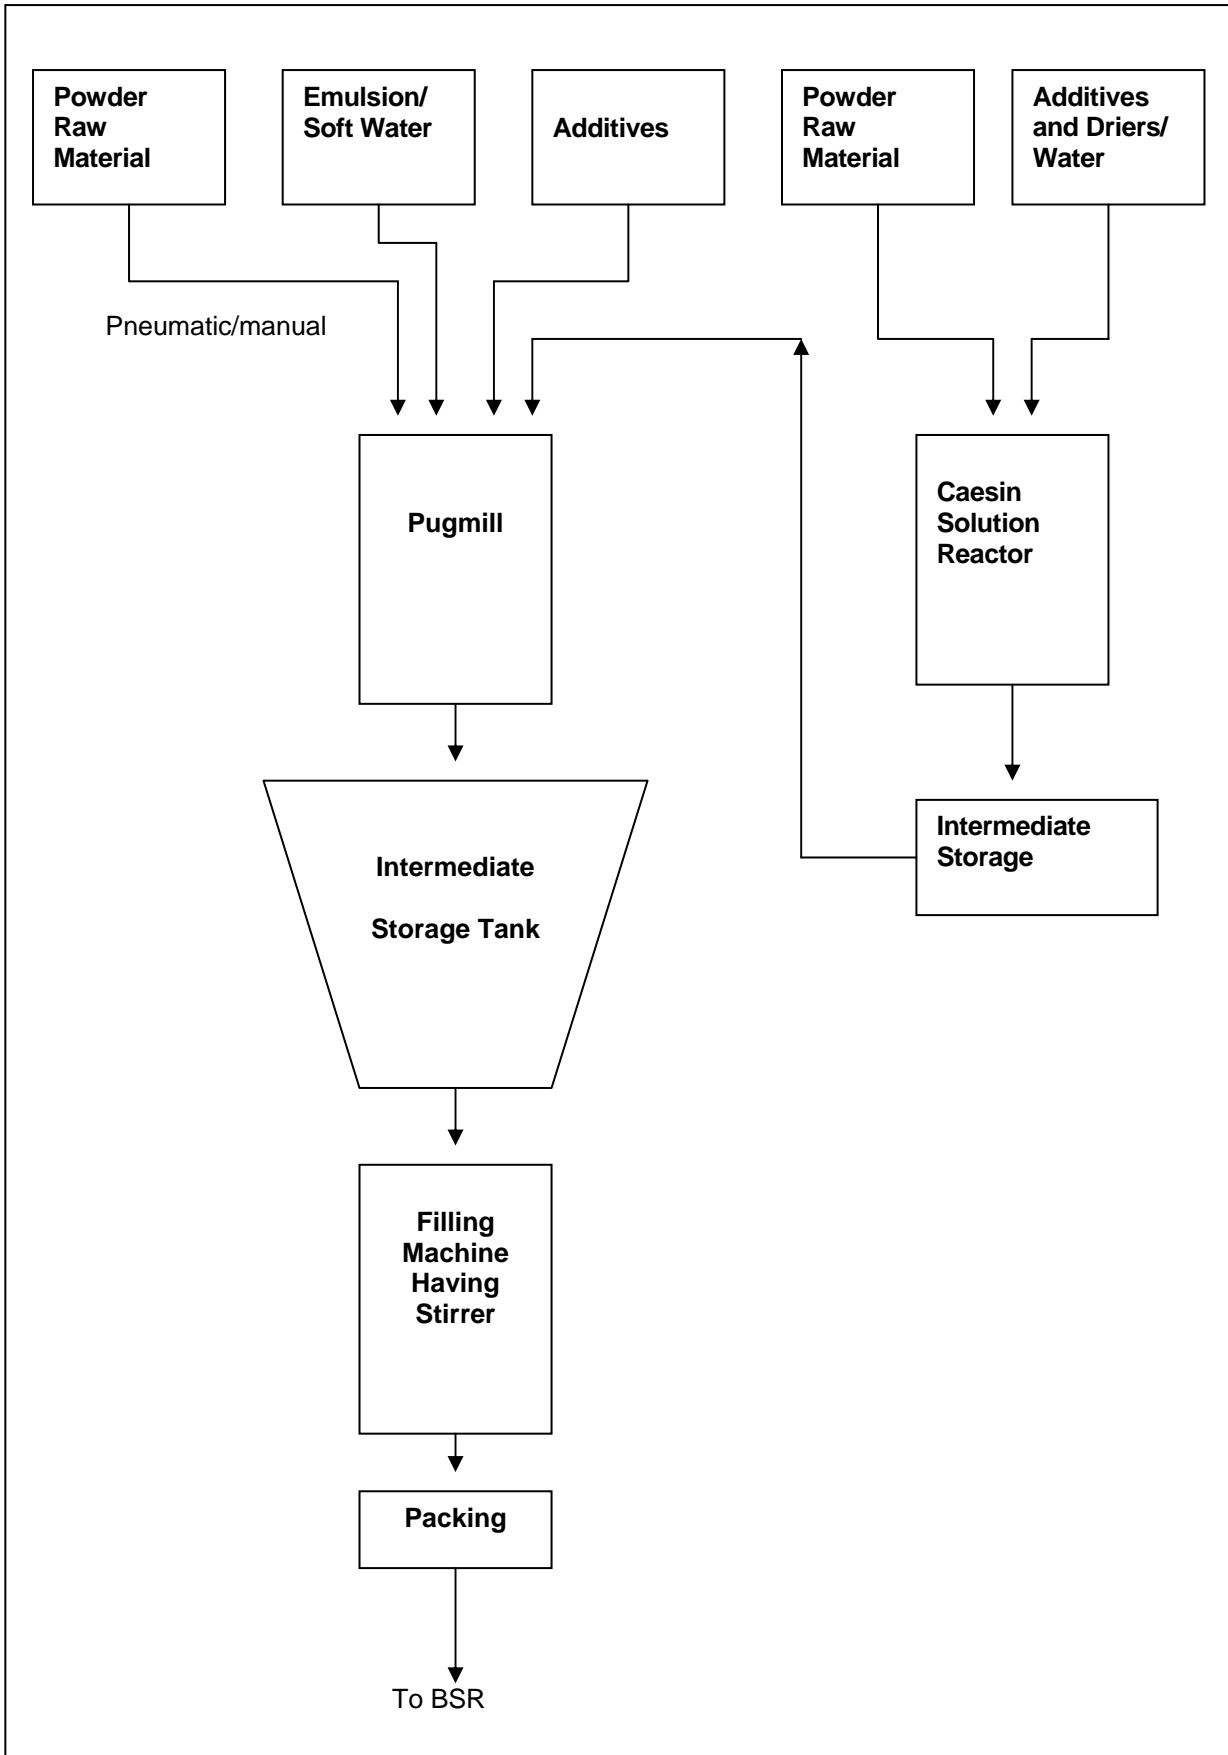 Powder
Raw
Material
Emulsion/
Soft Water
Additives
Powder
Raw
Material
Additives
and Driers/
Water
Pneumatic/manual
Pugmill
Caesin
Solution
Reactor
Intermediate
Storage
Intermediate
Storage Tank
Filling
Machine
Having
Stirrer
Packing
To BSR